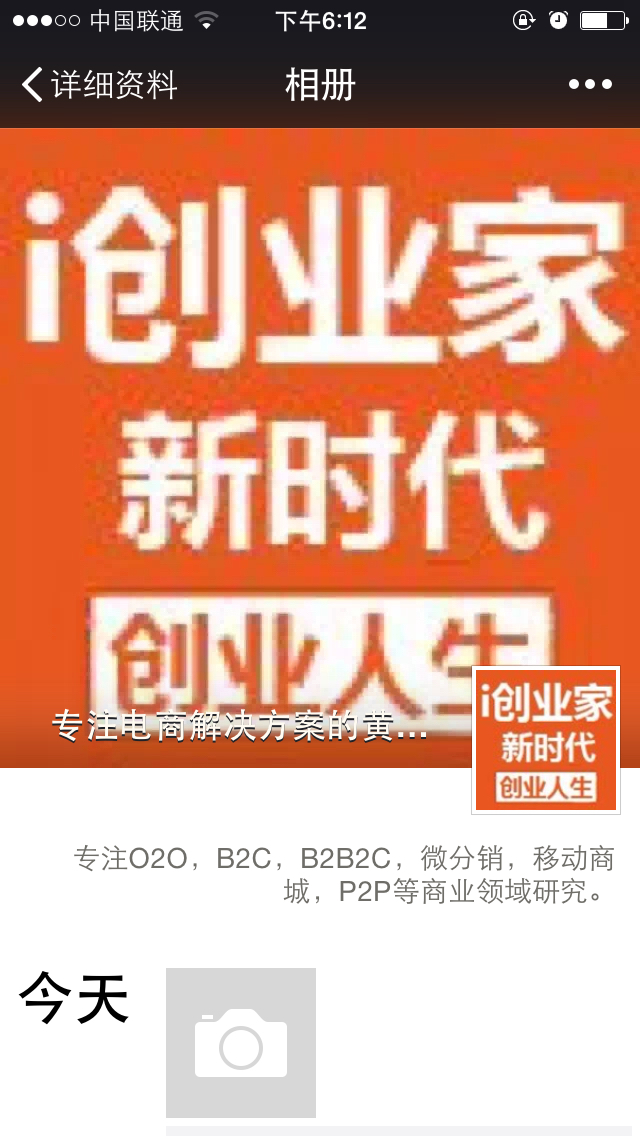 中国联通
下午6:12
详细资料
相册
i创业家
新时代
创业人生
专注电商解决方案的黄...
i创业家
新时代
创业人生
专注O2O，B2C，B2B2C，微分销，移动商
城，P2P等商业领域研究。
今天